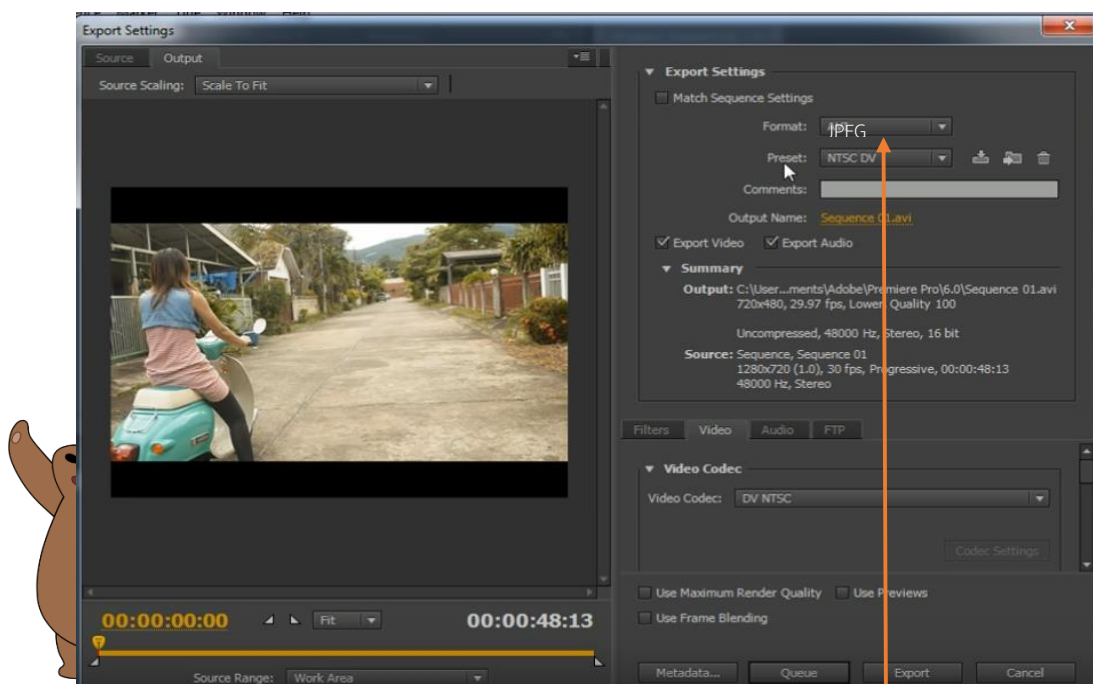 Export Settings
Source Output
Source Scaling: Scale To Fit
Export Settings
Match Sequence Settings
Format: JPEG
Preset: NTSC DV
Comments:
Output Name: Sequence 01.avi
Export Video Export Audio
Summary
Output: C:\User...ments\Adobe\Premiere Pro\6.0\Sequence 01.avi
720x480, 29.97 fps, Lower, Quality 100
Uncompressed, 48000 Hz, Stereo, 16 bit
Source: Sequence, Sequence 01
1280x720 (1.0), 30 fps, Progressive, 00:00:48:13
48000 Hz, Stereo
Filters Video Audio FTP
Video Codec
Video Codec: DV NTSC
Codec Settings
Use Maximum Render Quality Use Previews
Use Frame Blending
00:00:00:00 Fit 00:00:48:13
Source Range: Work Area
Metadata... Queue Export Cancel